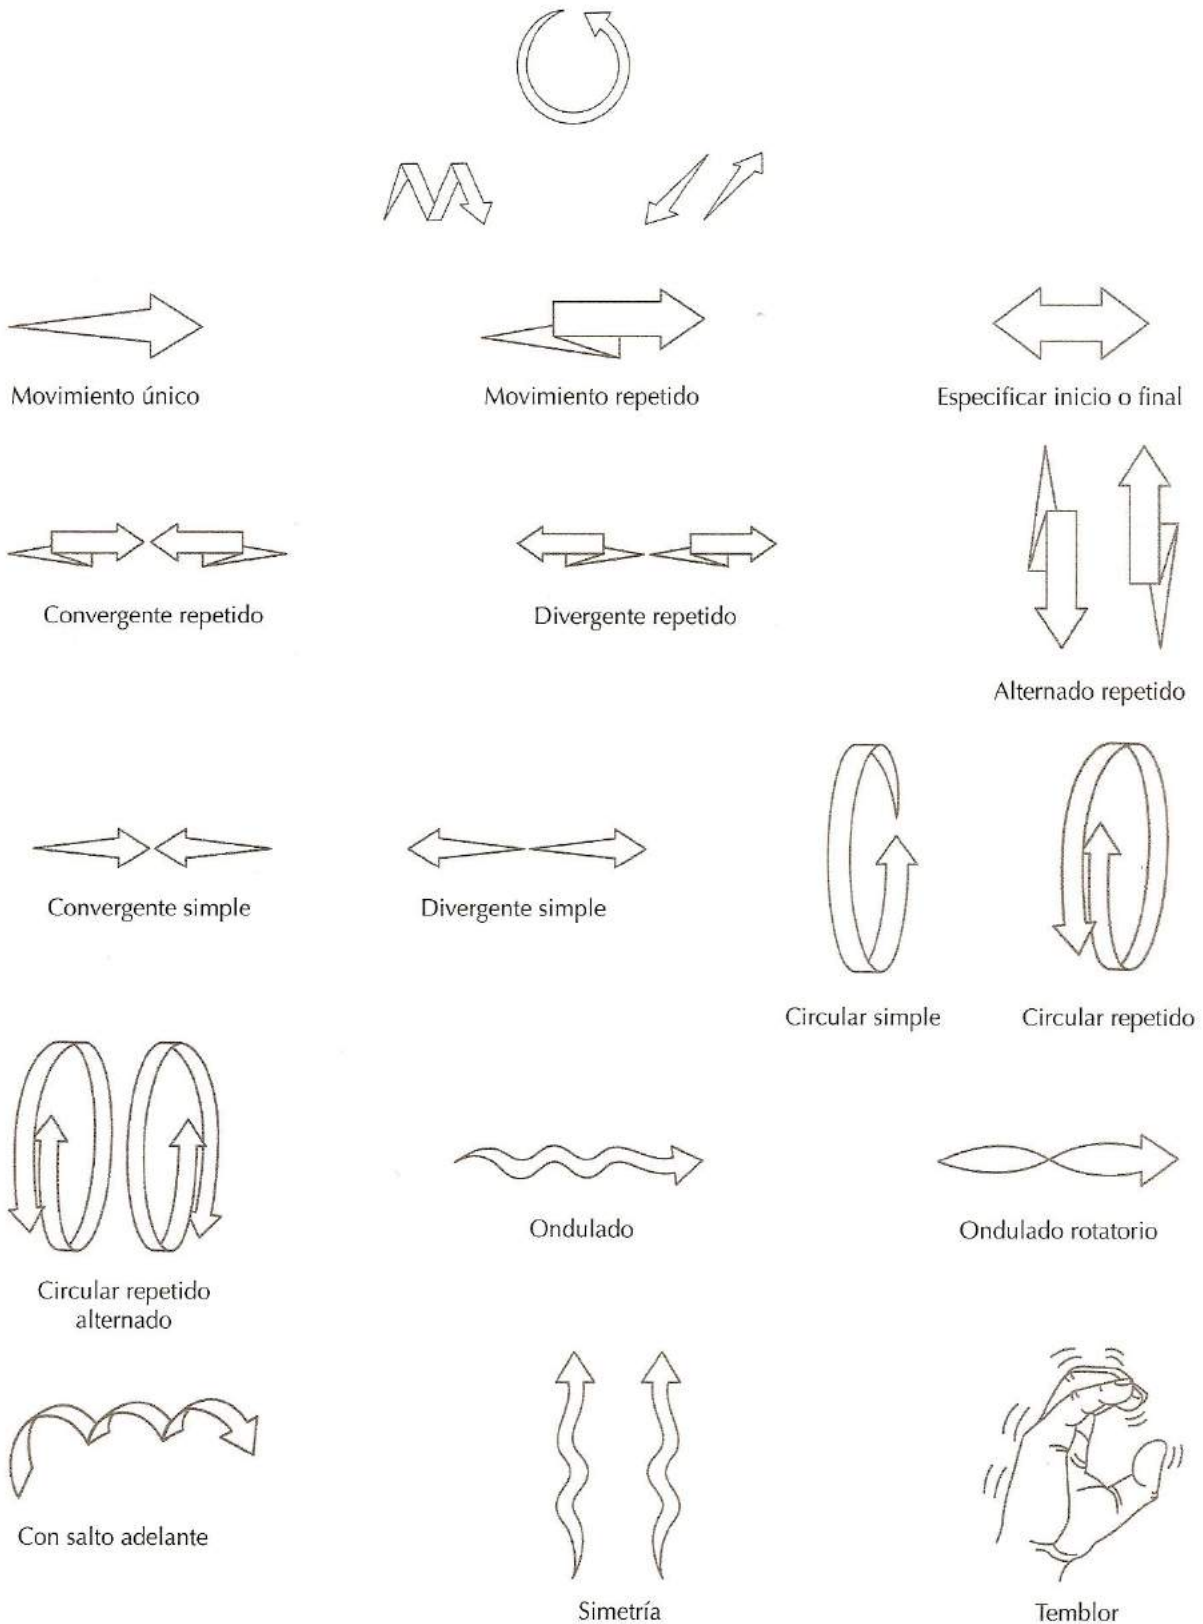 Movimiento único
Movimiento repetido
Especificar inicio o final
Convergente repetido
Divergente repetido
Alternado repetido
Convergente simple
Divergente simple
Circular simple
Circular repetido
Circular repetido
alternado
Ondulado
Ondulado rotatorio
Con salto adelante
Simetría
Temblor